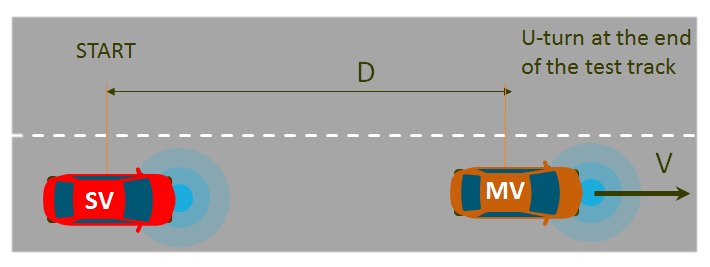 START
U-turn at the end
of the test track
D
V
SV
MV